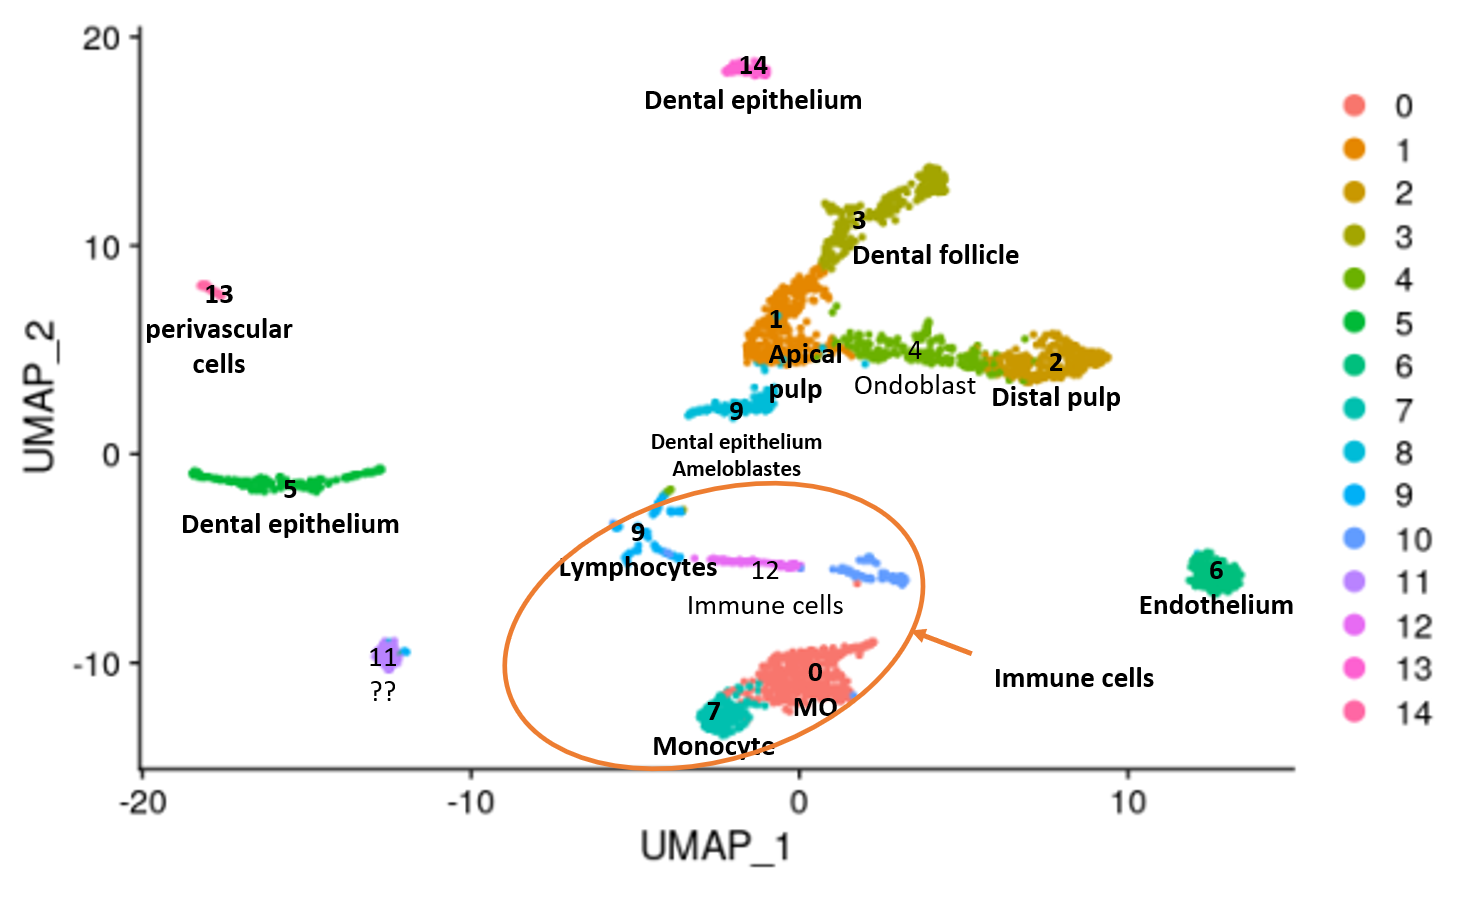 20
14
Dental epithelium
3
Dental follicle
10
13
perivascular
cells
1
Apical
pulp
4
Ondoblast
2
Distal pulp
9
Dental epithelium
Ameloblastes
0
5
Dental epithelium
9
Lymphocytes
12
Immune cells
6
Endothelium
-10
11
??
0
MO
7
Monocyte
Immune cells
-20
-10
0
10
UMAP_1
UMAP_2
0
1
2
3
4
5
6
7
8
9
10
11
12
13
14